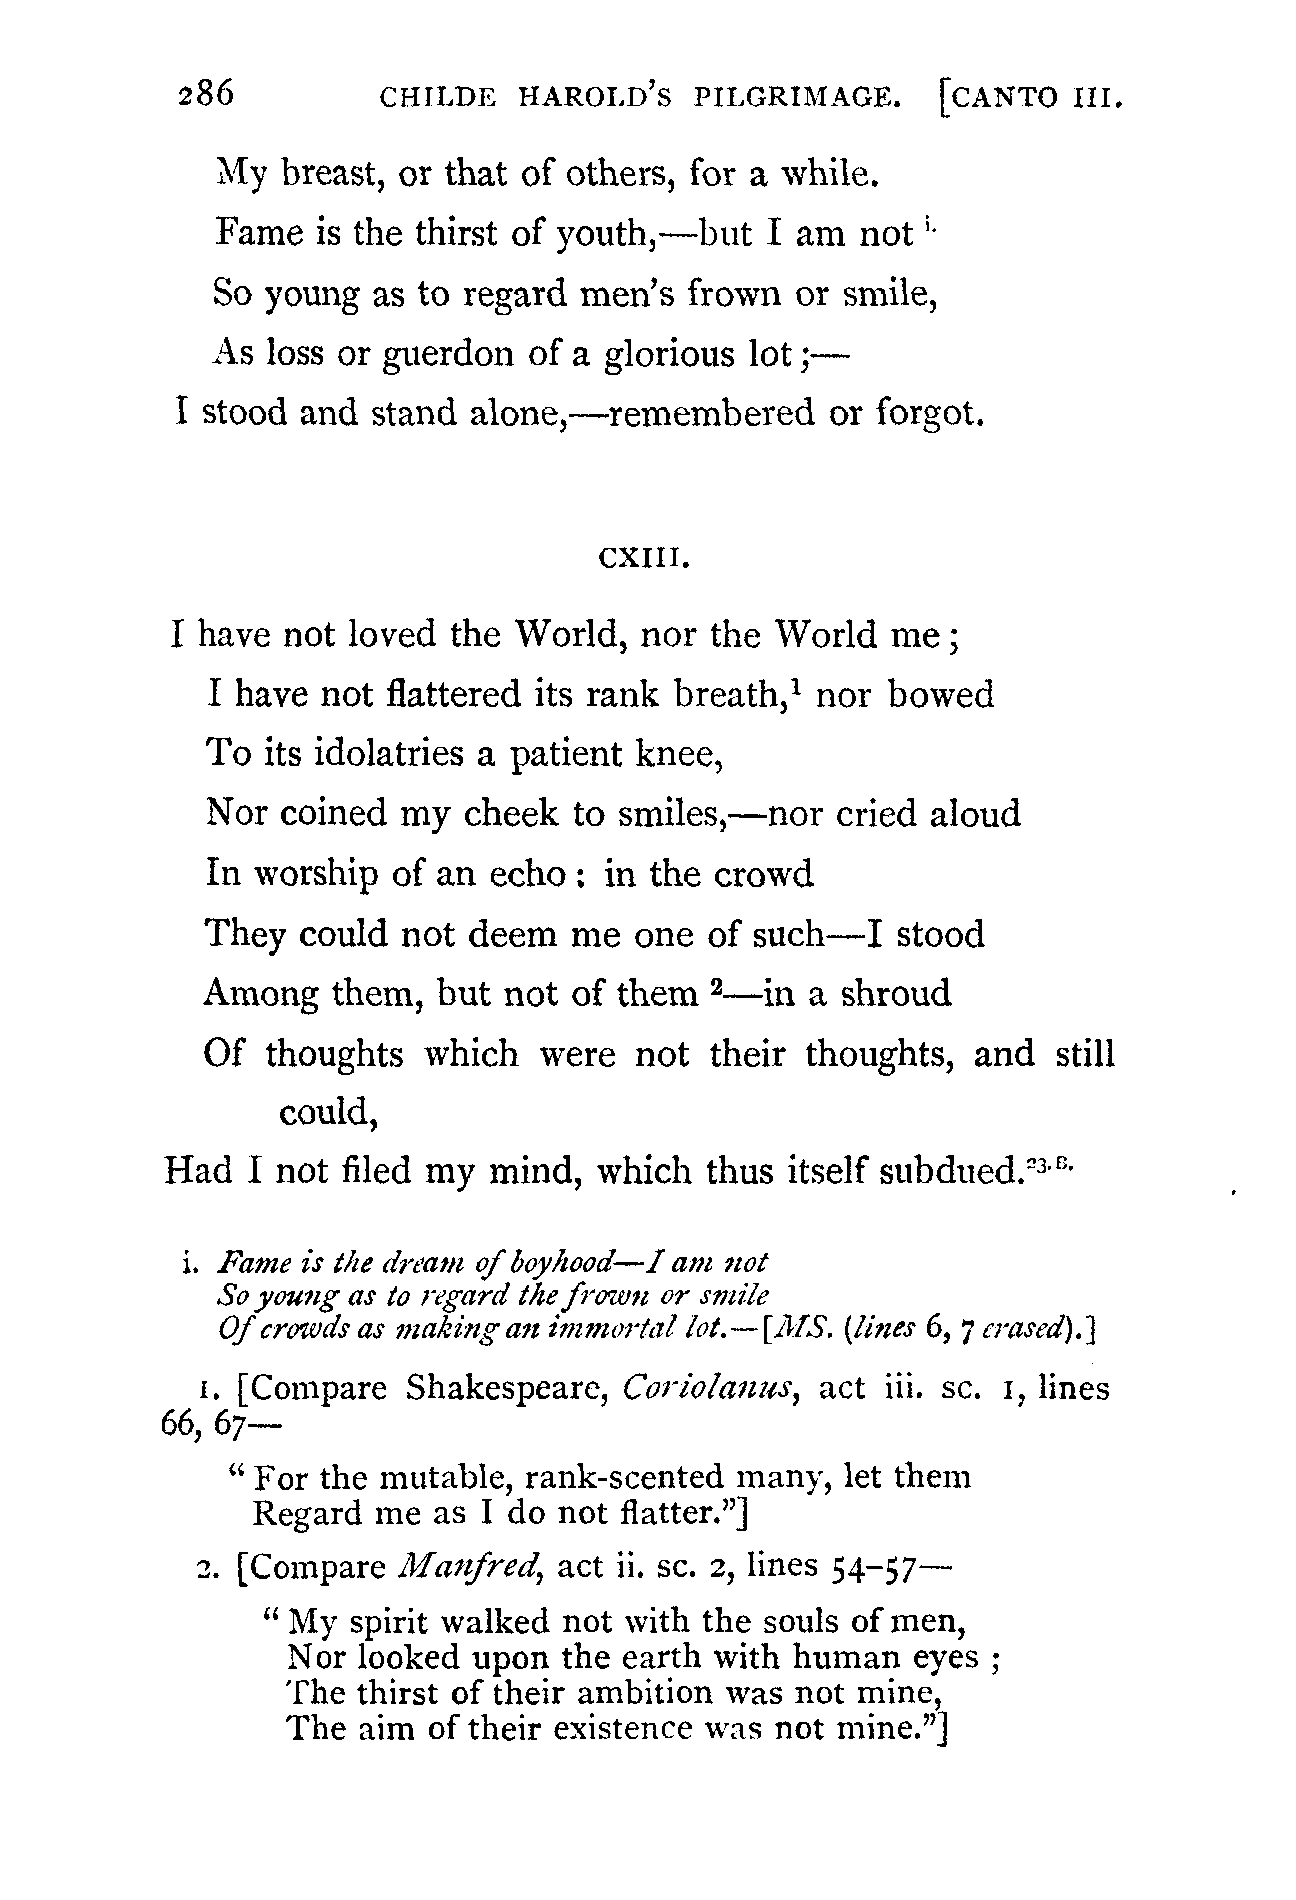 286 CHILDE HAROLD'S PILGRIMAGE. [CANTO III.
My breast, or that of others, for a while.
Fame is the thirst of youth,—but I am not i.
So young as to regard men's frown or smile,
As loss or guerdon of a glorious lot;—
I stood and stand alone,—remembered or forgot.
CXIII.
I have not loved the World, nor the World me;
I have not flattered its rank breath,¹ nor bowed
To its idolatries a patient knee,
Nor coined my cheek to smiles,—nor cried aloud
In worship of an echo: in the crowd
They could not deem me one of such—I stood
Among them, but not of them ²—in a shroud
Of thoughts which were not their thoughts, and still
could,
Had I not filed my mind, which thus itself subdued.23.B.
i. Fame is the dream of boyhood—I am not
So young as to regard the frown or smile
Of crowds as making an immortal lot.—[MS. (lines 6, 7 erased).]
1. [Compare Shakespeare, Coriolanus, act iii. sc. 1, lines
66, 67—
"For the mutable, rank-scented many, let them
Regard me as I do not flatter."]
2. [Compare Manfred, act ii. sc. 2, lines 54-57—
"My spirit walked not with the souls of men,
Nor looked upon the earth with human eyes;
The thirst of their ambition was not mine,
The aim of their existence was not mine."]